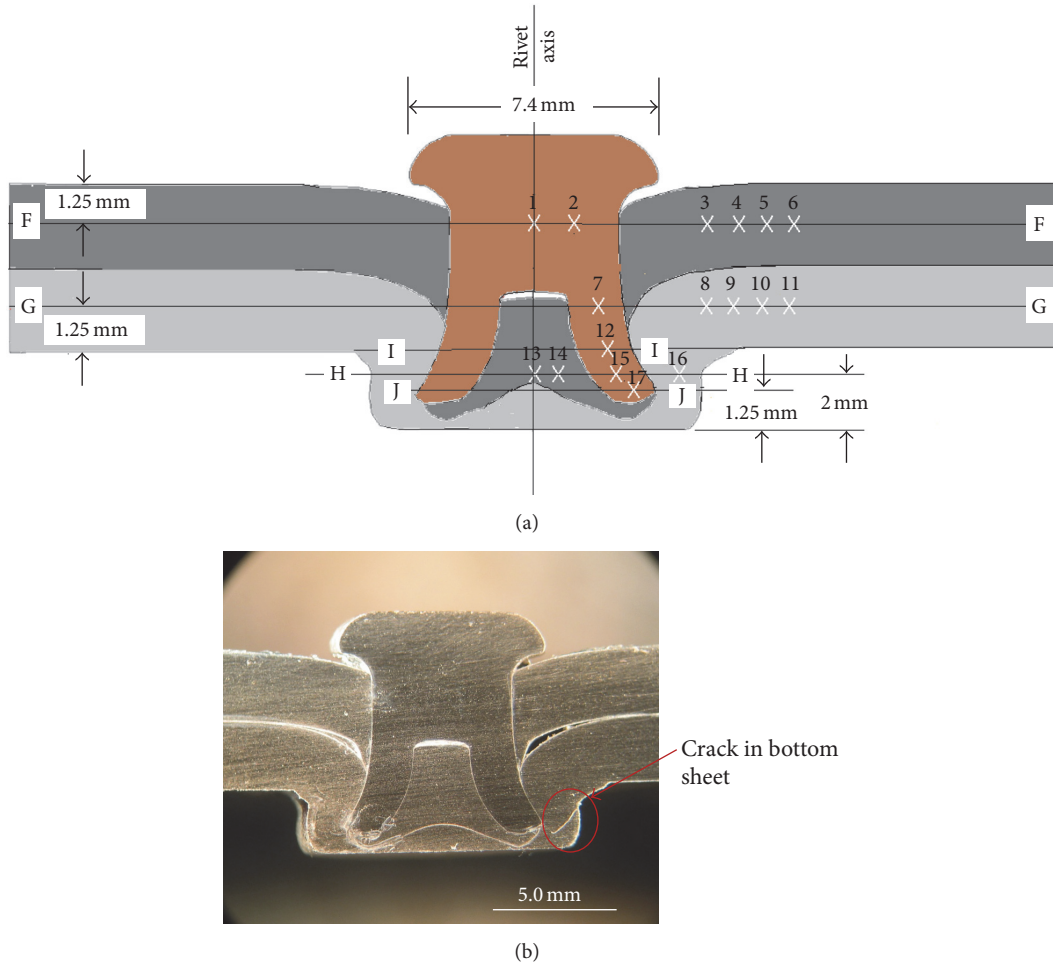 Rivet
axis
7.4 mm
1.25 mm
1 2 3 4 5 6
F F
G 7 8 9 10 11 G
1.25 mm
12
I I
13 14 15 16
H H
17
J J
1.25 mm 2 mm
(a)
Crack in bottom
sheet
5.0 mm
(b)